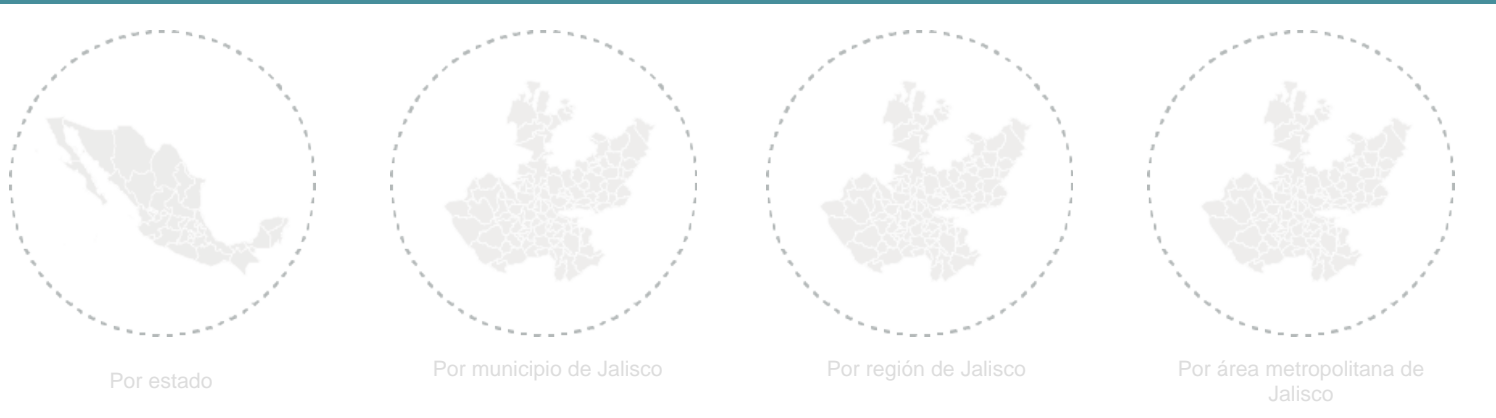 Por estado
Por municipio de Jalisco
Por región de Jalisco
Por área metropolitana de
Jalisco